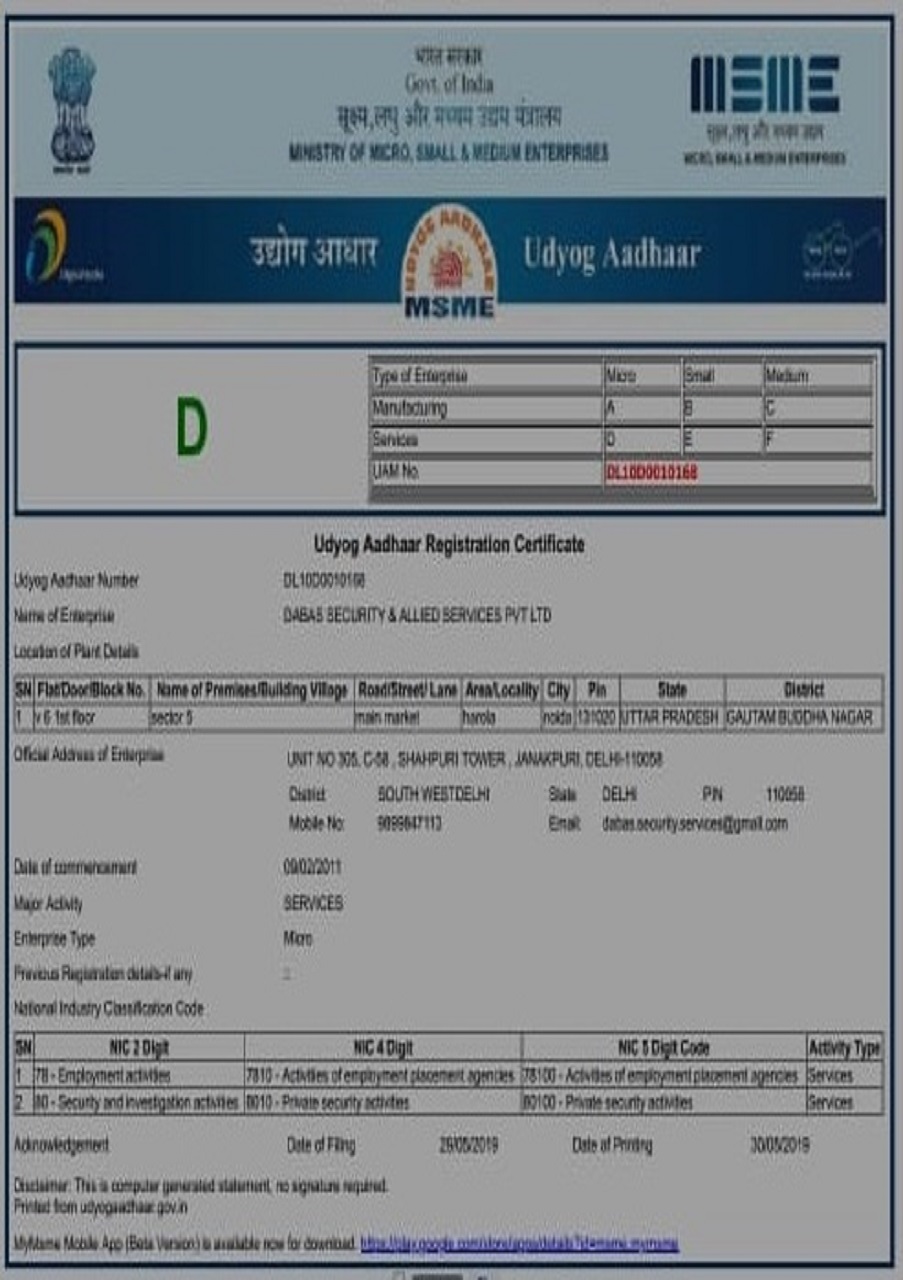 भारत सरकार
Govt. of India
सूक्ष्म,लघु और मध्यम उद्यम मंत्रालय
MINISTRY OF MICRO, SMALL & MEDIUM ENTERPRISES
MSME
सूक्ष्म,लघु और मध्यम उद्यम
MICRO, SMALL & MEDIUM ENTERPRISES
उद्योग आधार
UDYOG AADHAAR
MSME
Udyog Aadhaar
D
Type of Enterprise Micro Small Medium
Manufacturing A B C
Services D E F
UAM No. DL10D0010168
Udyog Aadhaar Registration Certificate
Udyog Aadhaar Number DL10D0010168
Name of Enterprise DABAS SECURITY & ALLIED SERVICES PVT LTD
Location of Plant Details
SN Flat/Door/Block No. Name of Premises/Building Village Road/Street/ Lane Area/Locality City Pin State District
1 v 6 1st floor sector 5 main market harola noida 131020 UTTAR PRADESH GAUTAM BUDDHA NAGAR
Official Address of Enterprise UNIT NO 305, C-58 , SHAHPURI TOWER , JANAKPURI, DELHI-110058
District SOUTH WESTDELHI State DELHI PIN 110058
Mobile No: 9899847113 Email: dabas.security.services@gmail.com
Date of commencement 09/02/2011
Major Activity SERVICES
Enterprise Type Micro
Previous Registration details-if any ::
National Industry Classification Code
SN NIC 2 Digit NIC 4 Digit NIC 5 Digit Code Activity Type
1 78 - Employment activities 7810 - Activities of employment placement agencies 78100 - Activities of employment placement agencies Services
2 80 - Security and investigation activities 8010 - Private security activities 80100 - Private security activities Services
Acknowledgement Date of Filing 29/05/2019 Date of Printing 30/05/2019
Disclaimer: This is computer generated statement, no signature required.
Printed from udyogaadhaar.gov.in
MyMsme Mobile App (Beta Version) is available now for download. https://play.google.com/store/apps/details?id=msme.mymsme